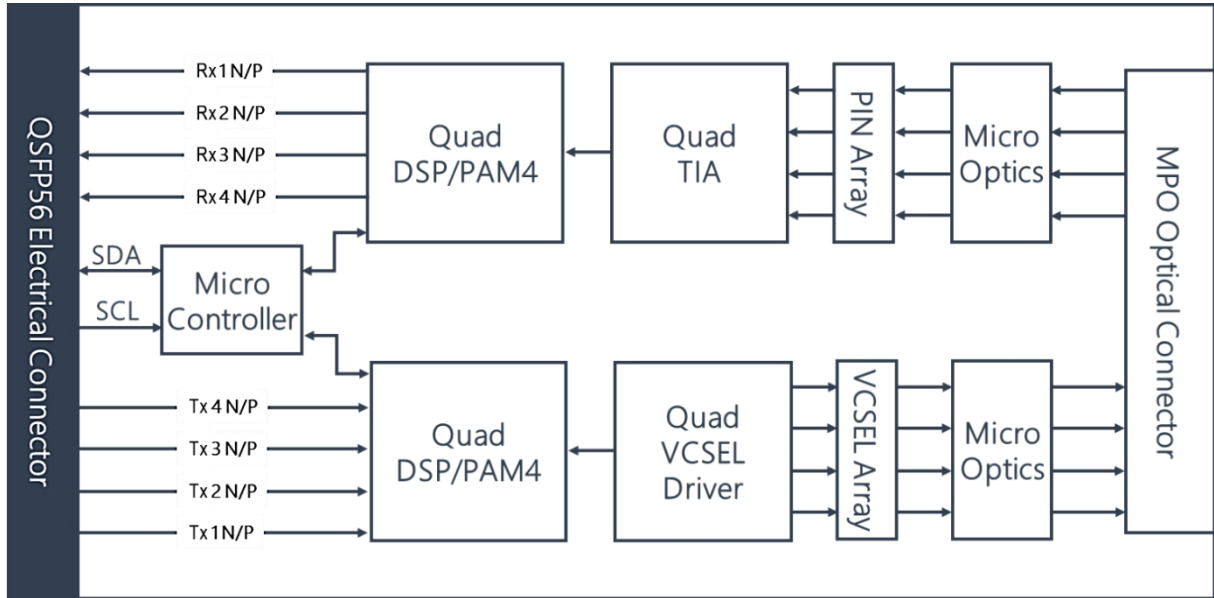 QSFP56 Electrical Connector
Rx1 N/P
Rx2 N/P
Rx3 N/P
Rx4 N/P
Quad
DSP/PAM4
Quad
TIA
PIN Array
Micro
Optics
MPO Optical Connector
SDA
SCL
Micro
Controller
Tx4 N/P
Tx3 N/P
Tx2 N/P
Tx1 N/P
Quad
DSP/PAM4
Quad
VCSEL
Driver
VCSEL Array
Micro
Optics